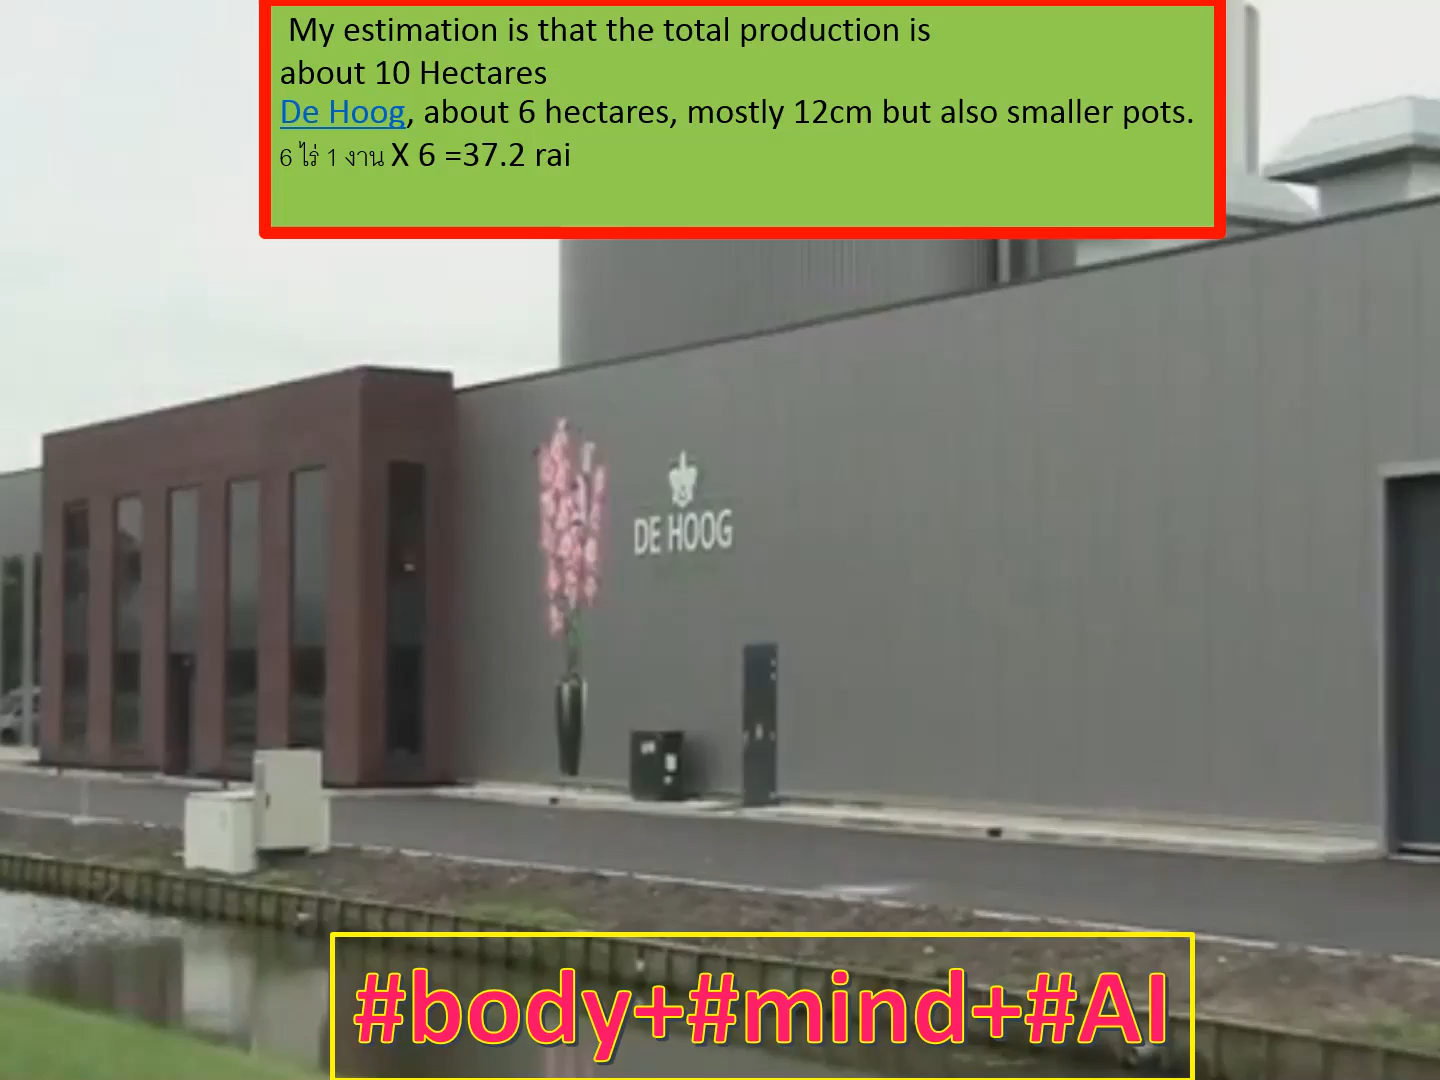 My estimation is that the total production is
about 10 Hectares
De Hoog, about 6 hectares, mostly 12cm but also smaller pots.
6 ไร่ 1 งาน X 6 =37.2 rai
DE HOOG
#body+#mind+#AI